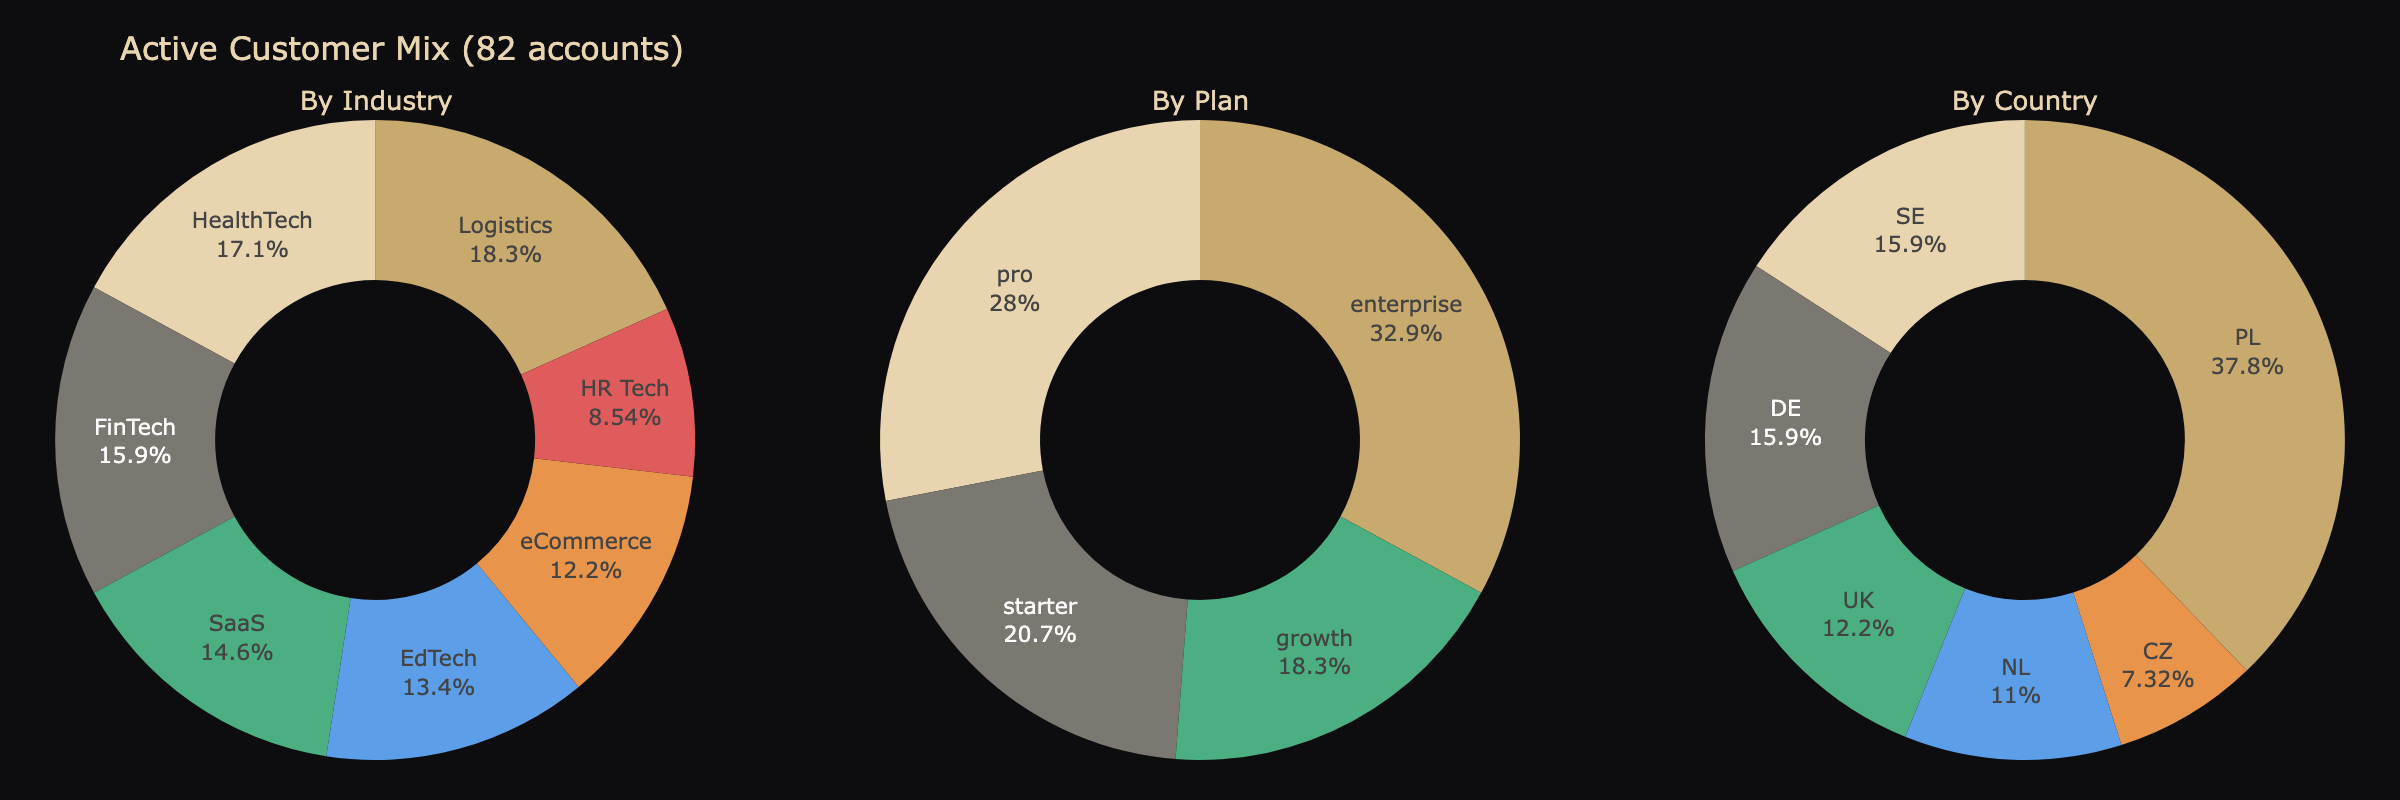 Active Customer Mix (82 accounts)
By Industry
HealthTech
17.1%
Logistics
18.3%
HR Tech
8.54%
FinTech
15.9%
eCommerce
12.2%
SaaS
14.6%
EdTech
13.4%
By Plan
pro
28%
enterprise
32.9%
starter
20.7%
growth
18.3%
By Country
SE
15.9%
PL
37.8%
DE
15.9%
UK
12.2%
CZ
7.32%
NL
11%